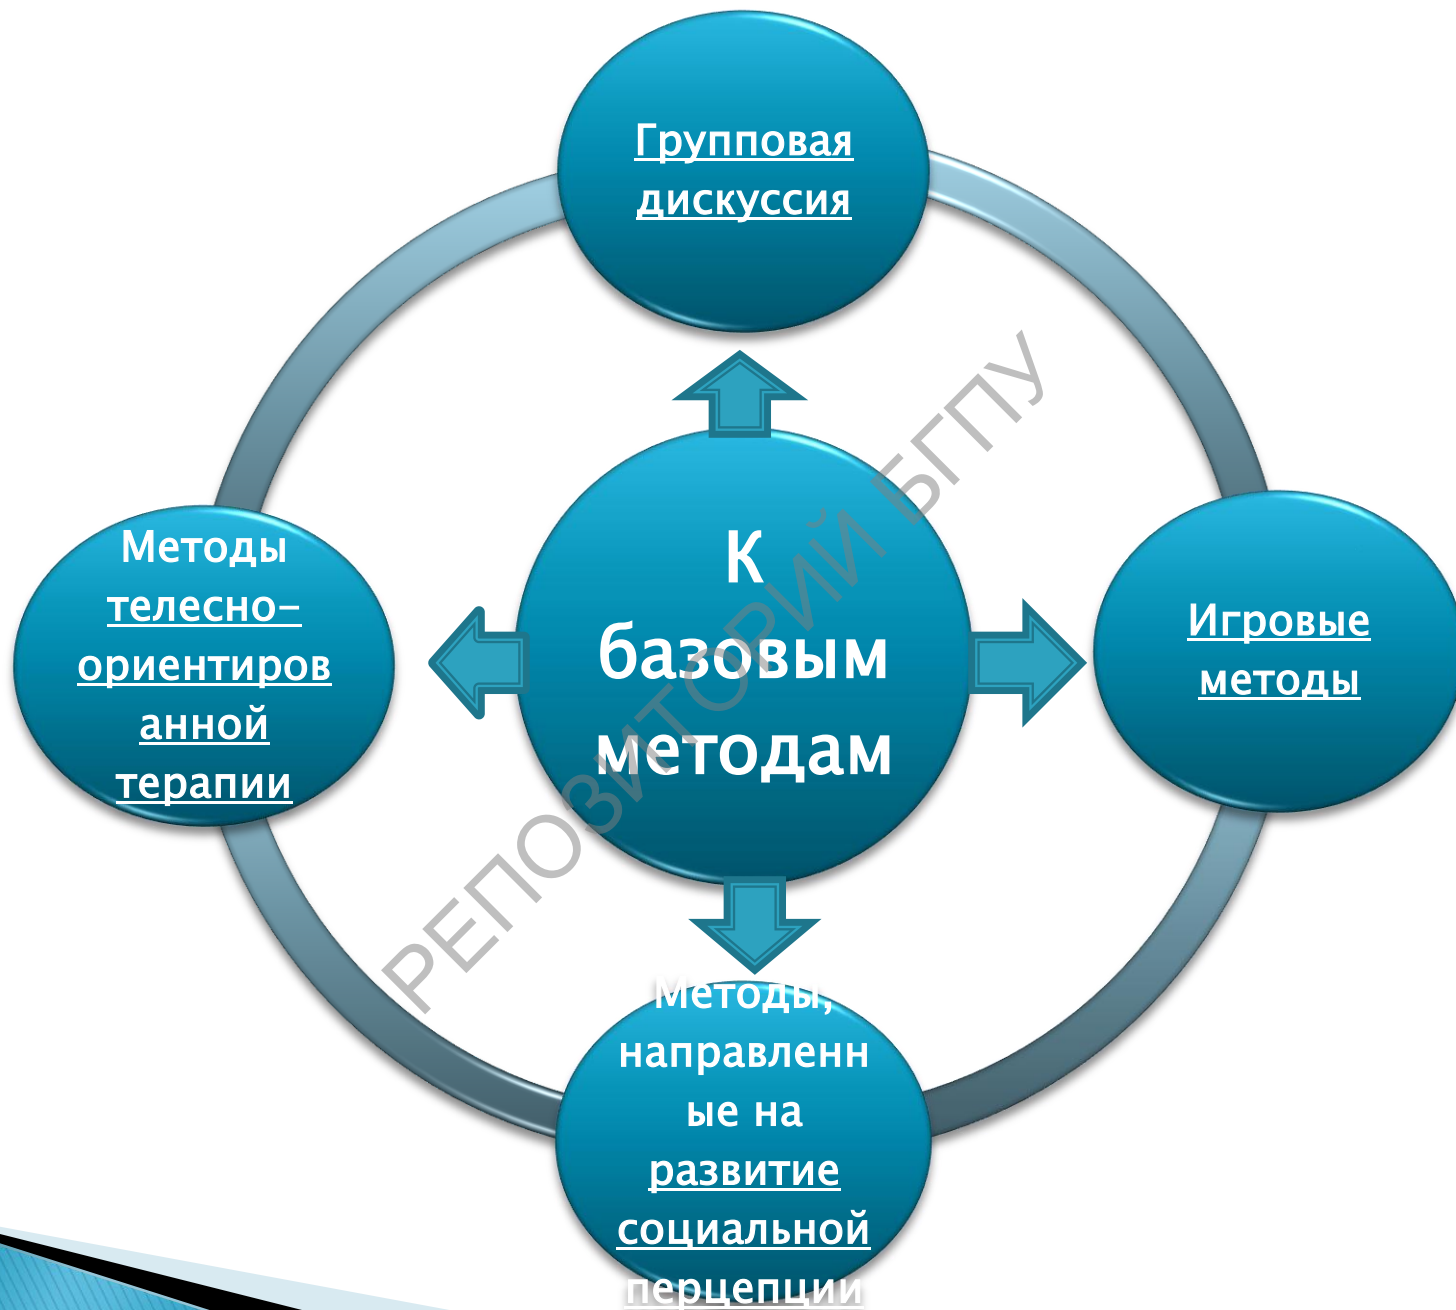 Групповая
дискуссия
К
базовым
методам
Методы
телесно-
ориентиров
анной
терапии
Игровые
методы
Методы,
направленн
ые на
развитие
социальной
перцепции
РЕПОЗИТОРИЙ БГПУ